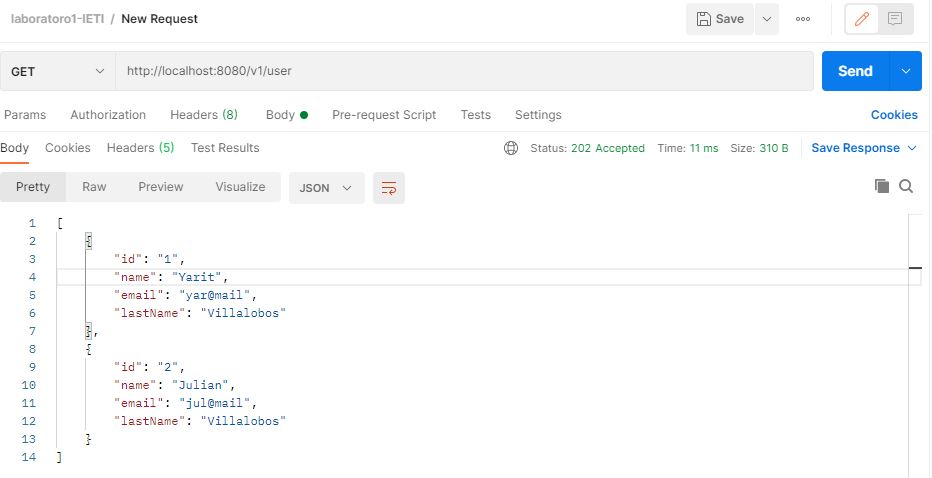 laboratoro1-IETI / New Request
Save
GET http://localhost:8080/v1/user
Send
Params Authorization Headers (8) Body Pre-request Script Tests Settings Cookies
Body Cookies Headers (5) Test Results Status: 202 Accepted Time: 11 ms Size: 310 B Save Response
Pretty Raw Preview Visualize JSON
1 [
2 {
3 "id": "1",
4 "name": "Yarit",
5 "email": "yar@mail",
6 "lastName": "Villalobos"
7 },
8 {
9 "id": "2",
10 "name": "Julian",
11 "email": "jul@mail",
12 "lastName": "Villalobos"
13 }
14 ]